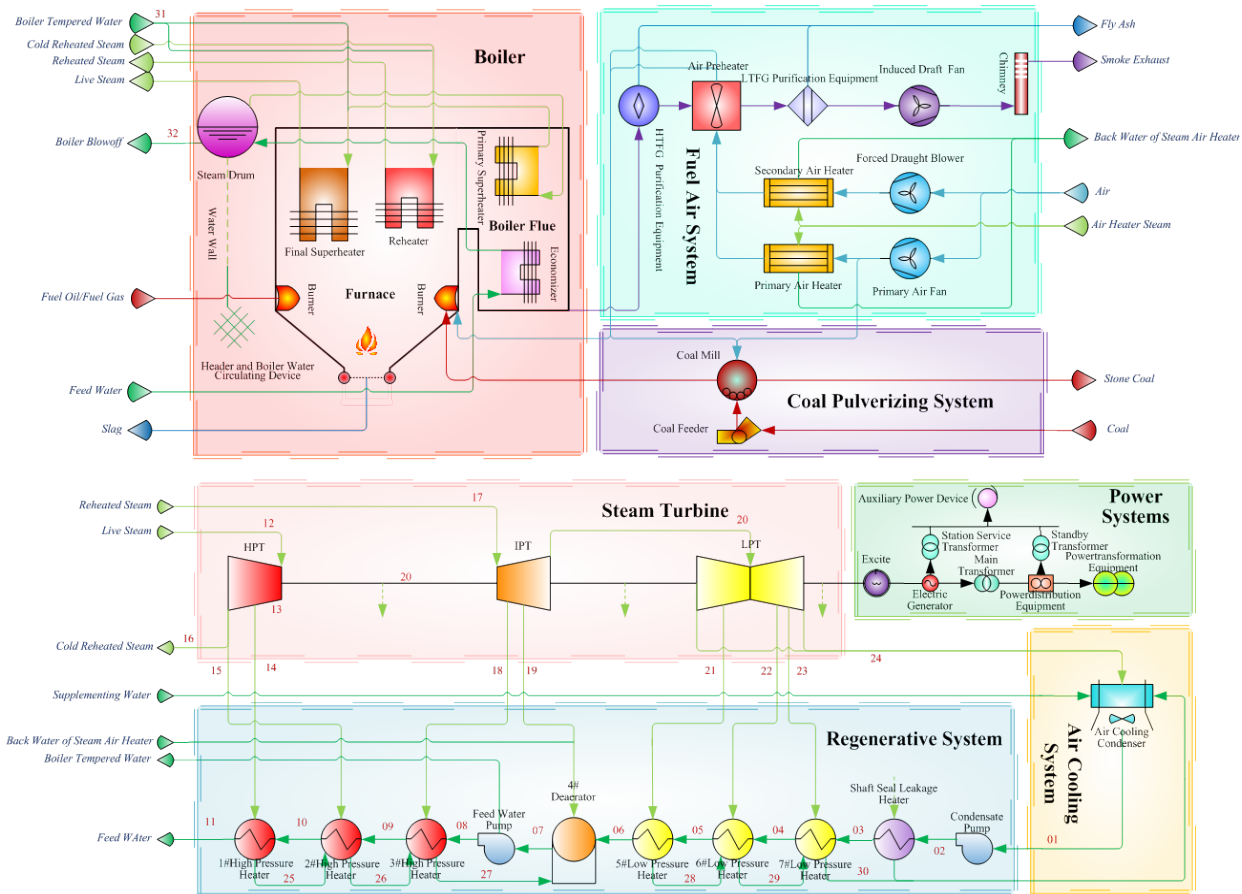 Boiler Tempered Water
31
Cold Reheated Steam
Reheated Steam
Live Steam
Boiler
Boiler Blowoff
32
Steam Drum
Water Wall
Final Superheater
Reheater
Primary Superheater
Boiler Flue
Economizer
Fuel Oil/Fuel Gas
Burner
Furnace
Burner
Header and Boiler Water
Circulating Device
Feed Water
Slag
Fly Ash
Air Preheater
LTFG Purification Equipment
Induced Draft Fan
Chimney
Smoke Exhaust
HTFG Purification Equipment
Fuel Air System
Back Water of Steam Air Heater
Secondary Air Heater
Forced Draught Blower
Air
Air Heater Steam
Primary Air Heater
Primary Air Fan
Coal Mill
Stone Coal
Coal Pulverizing System
Coal Feeder
Coal
Reheated Steam
17
Live Steam
12
Steam Turbine
20
HPT
IPT
LPT
20
13
Cold Reheated Steam
16
15
14
18
19
21
22
23
24
Auxiliary Power Device
Power
Systems
Station Service
Transformer
Standby
Transformer
Excite
Main
Transformer
Powertransformation
Equipment
Electric
Generator
Powerdistribution
Equipment
Supplementing Water
Air Cooling
Condenser
Air Cooling
System
Back Water of Steam Air Heater
Boiler Tempered Water
Regenerative System
4#
Deaerator
Feed Water
Pump
Shaft Seal Leakage
Heater
Condensate
Pump
Feed WAter
11
10
09
08
07
06
05
04
03
02
01
1#High Pressure
Heater
2#High Pressure
Heater
3#High Pressure
Heater
5#Low Pressure
Heater
6#Low Pressure
Heater
7#Low Pressure
Heater
25
26
27
28
29
30